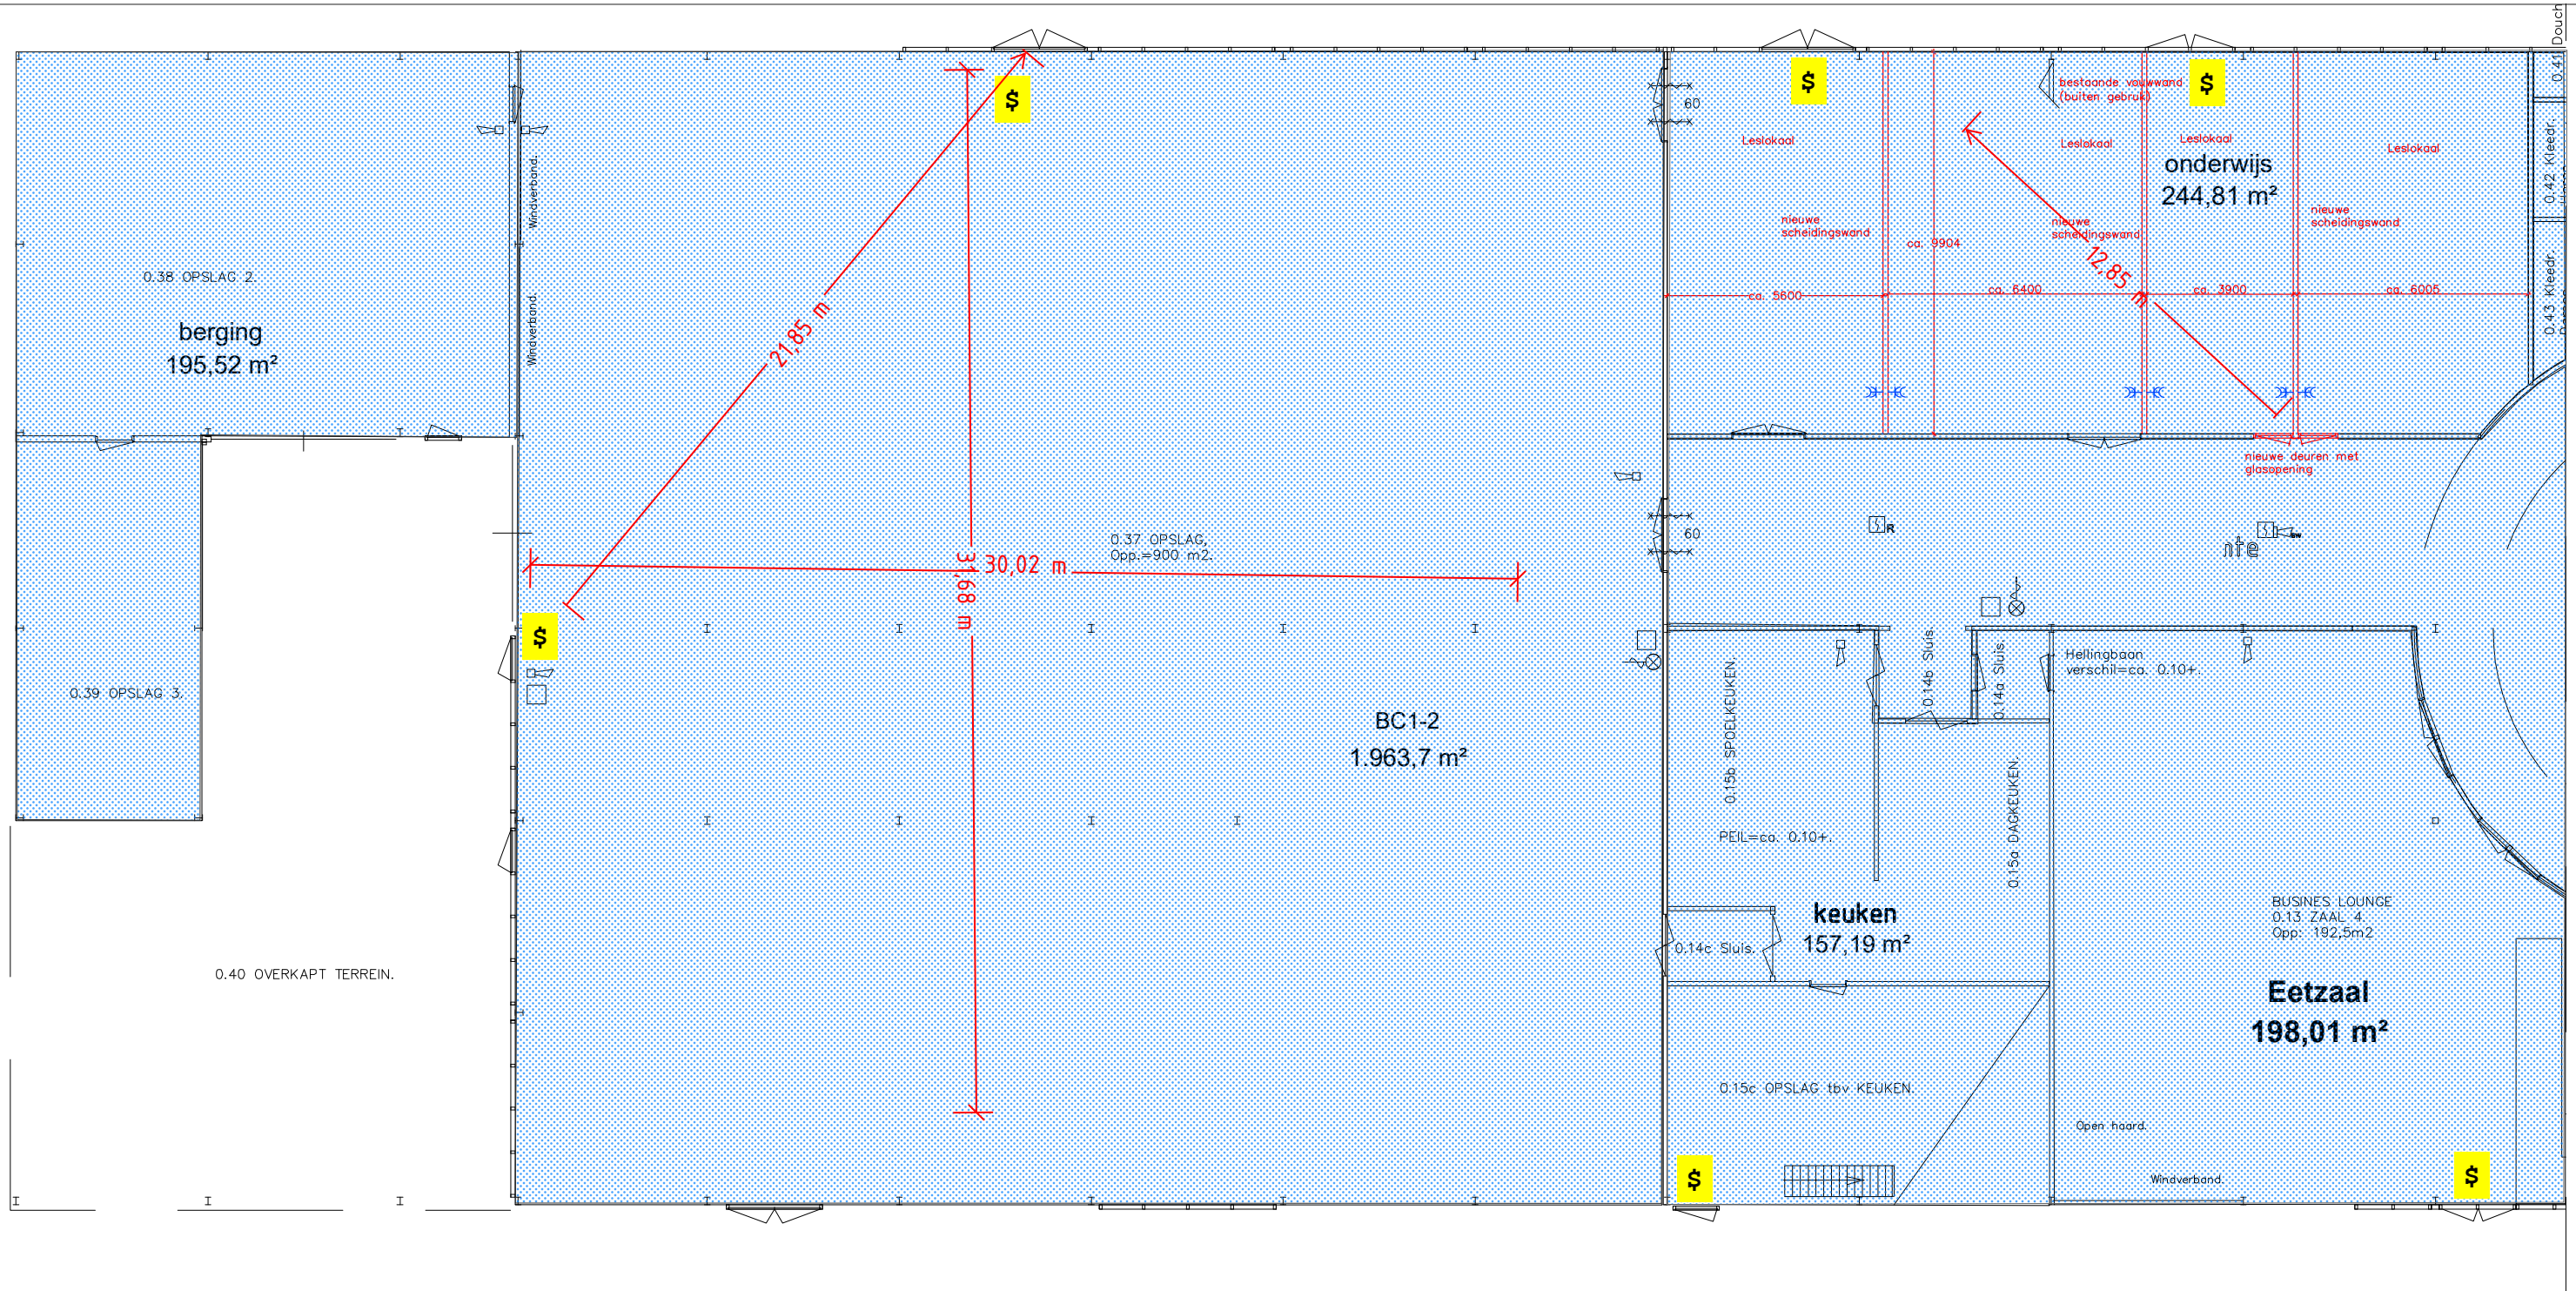 0.41 Douch
$
$
$
bestaande vouwwand
(buiten gebruk)
60
Leslokaal
Leslokaal
Leslokaal
Leslokaal
onderwijs
244,81 m²
0.42 Kleedr.
Windverband.
nieuwe
scheidingswand
nieuwe
scheidingswand
nieuwe
scheidingswand
ca. 9904
12,85 m
0.38 OPSLAG 2.
berging
195,52 m²
Windverband.
21,85 m
ca. 5600
ca. 6400
ca. 3900
ca. 6005
0.43 Kleedr.
nieuwe deuren met
glasopening
0.37 OPSLAG,
Opp.=900 m2.
30,02 m
31,68 m
60
R
nte
$
0.39 OPSLAG 3.
BC1-2
1.963,7 m²
0.15b SPOELKEUKEN.
0.14b Sluis.
0.14a Sluis
Hellingbaan
verschil=ca. 0.10+.
PEIL=ca. 0.10+.
0.15a DAGKEUKEN.
keuken
157,19 m²
0.14c Sluis.
BUSINES LOUNGE
0.13 ZAAL 4.
Opp: 192,5m2
0.40 OVERKAPT TERREIN.
Eetzaal
198,01 m²
0.15c OPSLAG tbv KEUKEN.
Open haard.
Windverband.
$
$